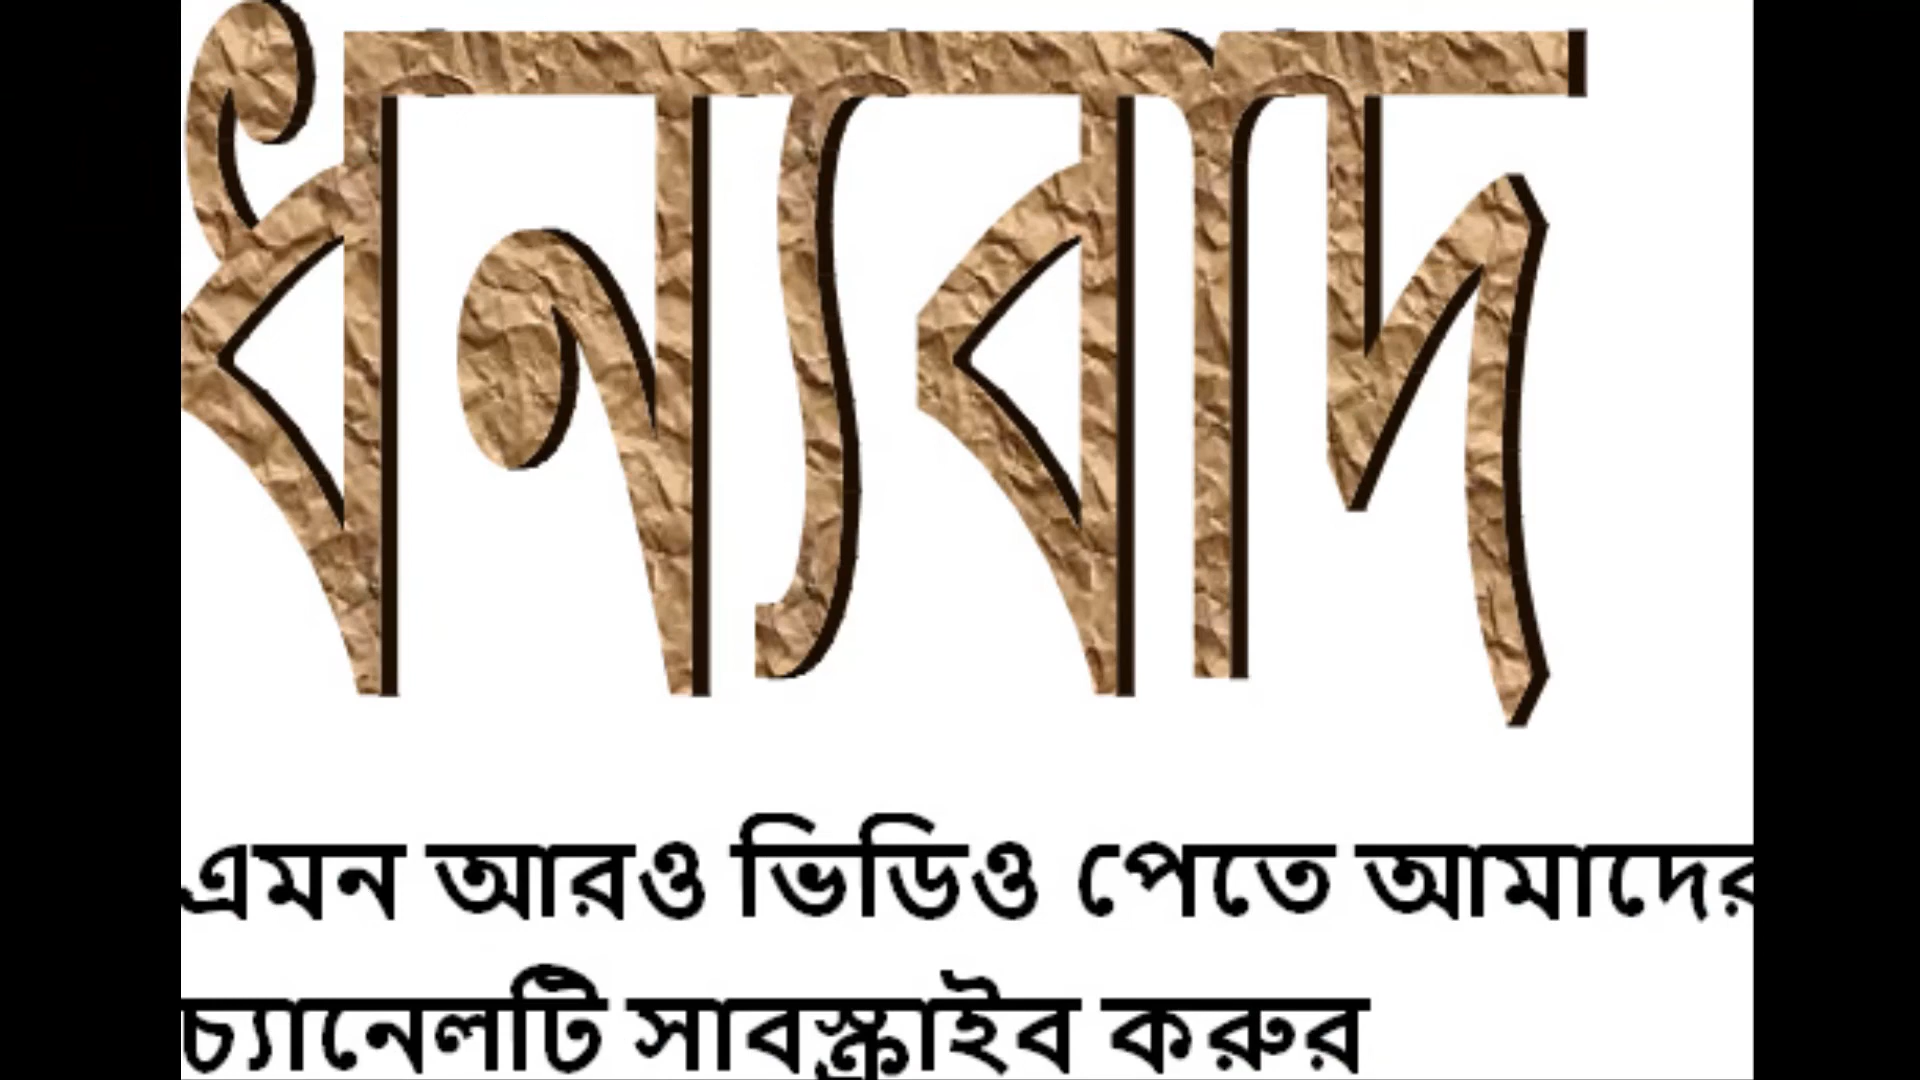 ধন্যবাদ
এমন আরও ভিডিও পেতে আমাদের
চ্যানেলটি সাবস্ক্রাইব করুর